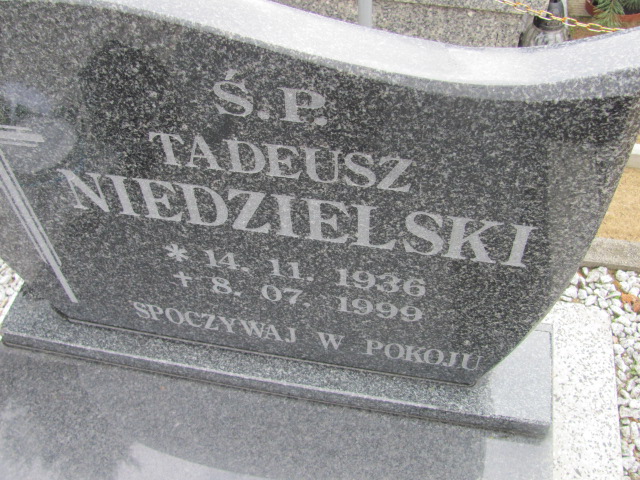 Ś.P.
TADEUSZ
NIEDZIELSKI
* 14. 11. 1936
+ 8. 07. 1999
SPOCZYWAJ W POKOJU